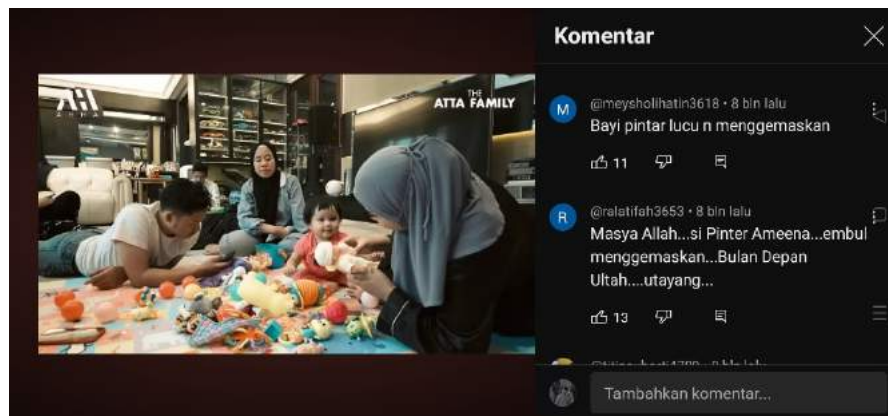 AHHA
THE
ATTA FAMILY
Komentar
M
@meysholihatin3618 • 8 bln lalu
Bayi pintar lucu n menggemaskan
11
R
@ralatifah3653 • 8 bln lalu
Masya Allah...si Pinter Ameena...embul
menggemaskan...Bulan Depan
Ultah....utayang...
13
Tambahkan komentar...